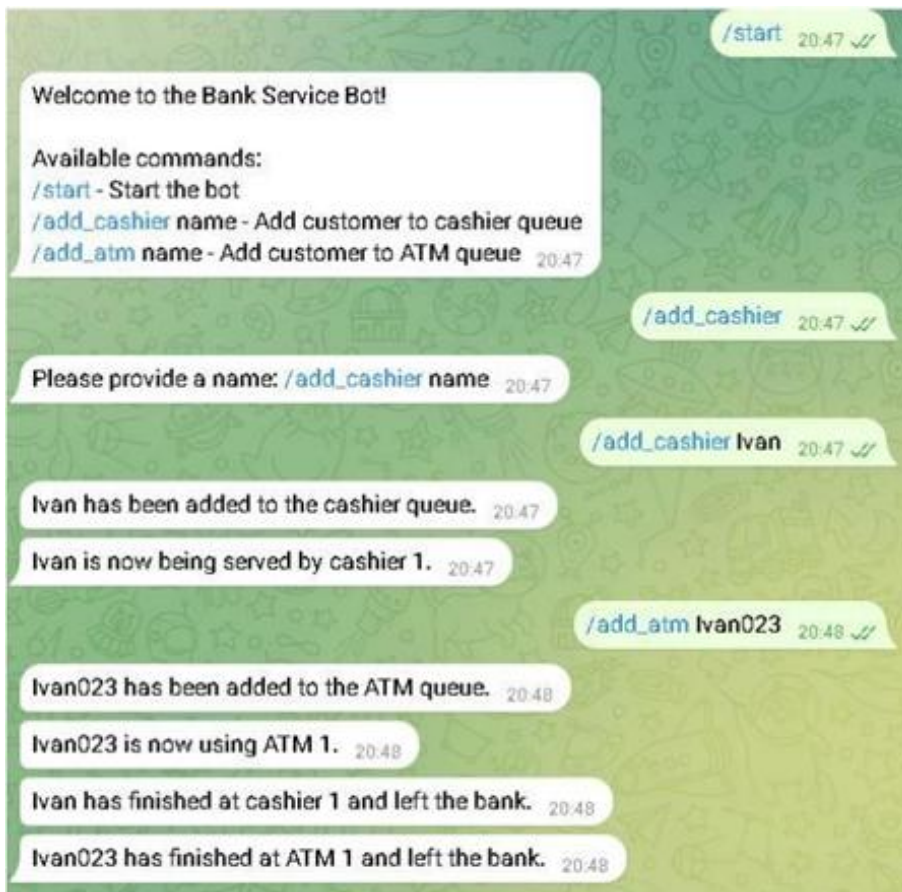 /start 20:47
Welcome to the Bank Service Bot!
Available commands:
/start - Start the bot
/add_cashier name - Add customer to cashier queue
/add_atm name - Add customer to ATM queue 20:47
/add_cashier 20:47
Please provide a name: /add_cashier name 20:47
/add_cashier Ivan 20:47
Ivan has been added to the cashier queue. 20:47
Ivan is now being served by cashier 1. 20:47
/add_atm Ivan023 20:48
Ivan023 has been added to the ATM queue. 20:48
Ivan023 is now using ATM 1. 20:48
Ivan has finished at cashier 1 and left the bank. 20:48
Ivan023 has finished at ATM 1 and left the bank. 20:48